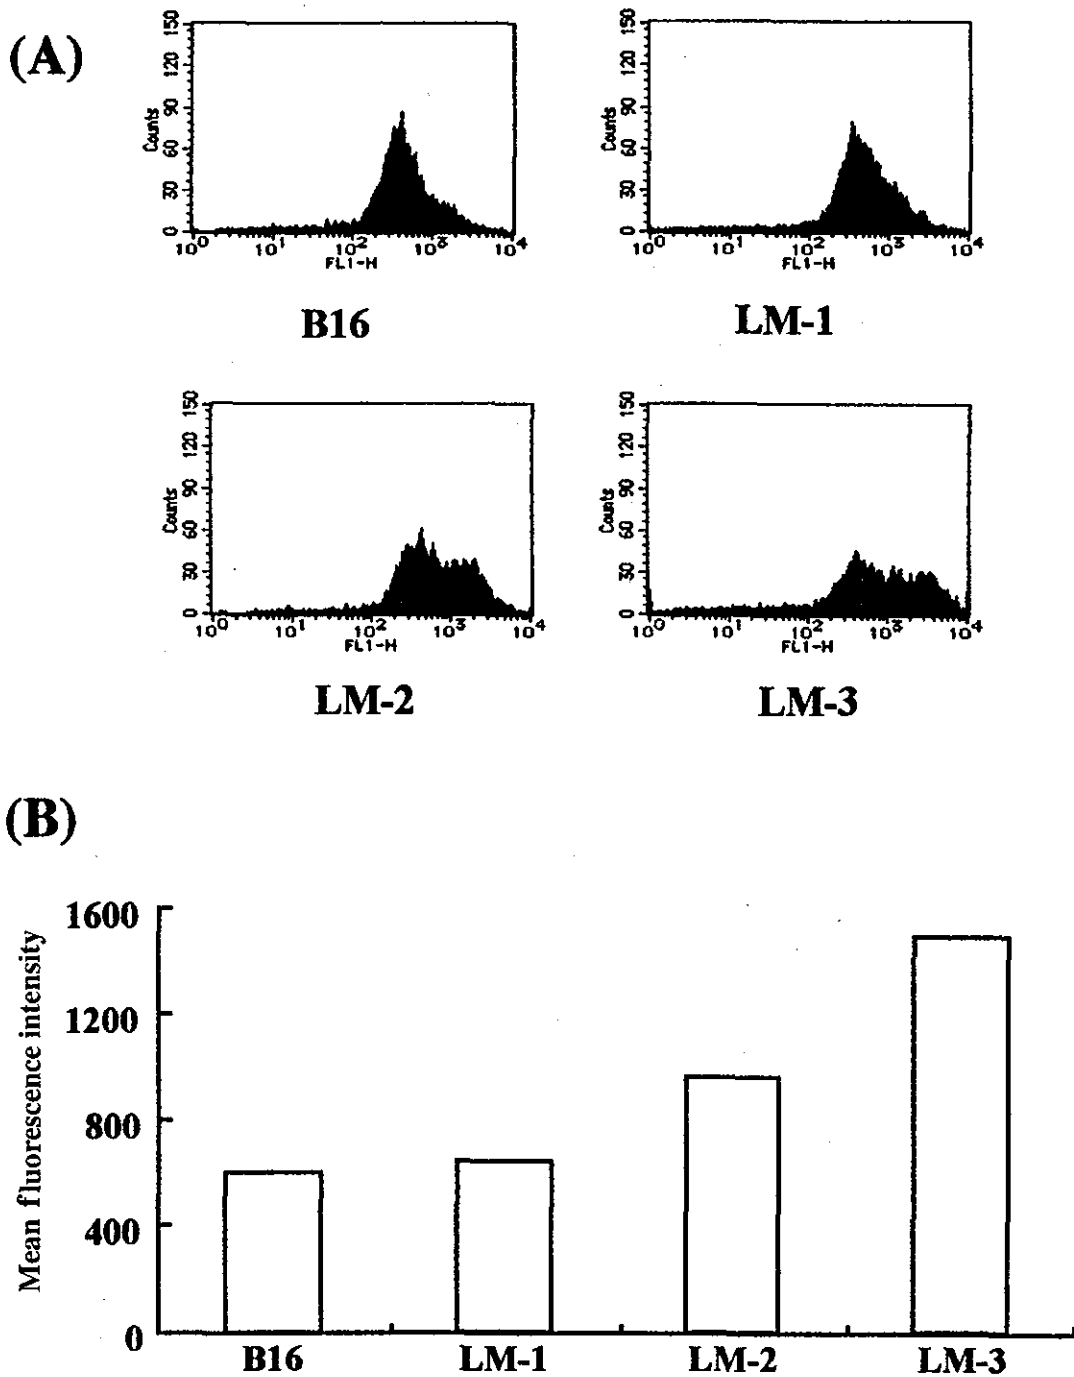 (A)
150
120
90
60
30
0
Counts
10^0 10^1 10^2 10^3 10^4
FL1-H
B16
150
120
90
60
30
0
Counts
10^0 10^1 10^2 10^3 10^4
FL1-H
LM-1
150
120
90
60
30
0
Counts
10^0 10^1 10^2 10^3 10^4
FL1-H
LM-2
150
120
90
60
30
0
Counts
10^0 10^1 10^2 10^3 10^4
FL1-H
LM-3
(B)
Mean fluorescence intensity
1600
1200
800
400
0
B16 LM-1 LM-2 LM-3